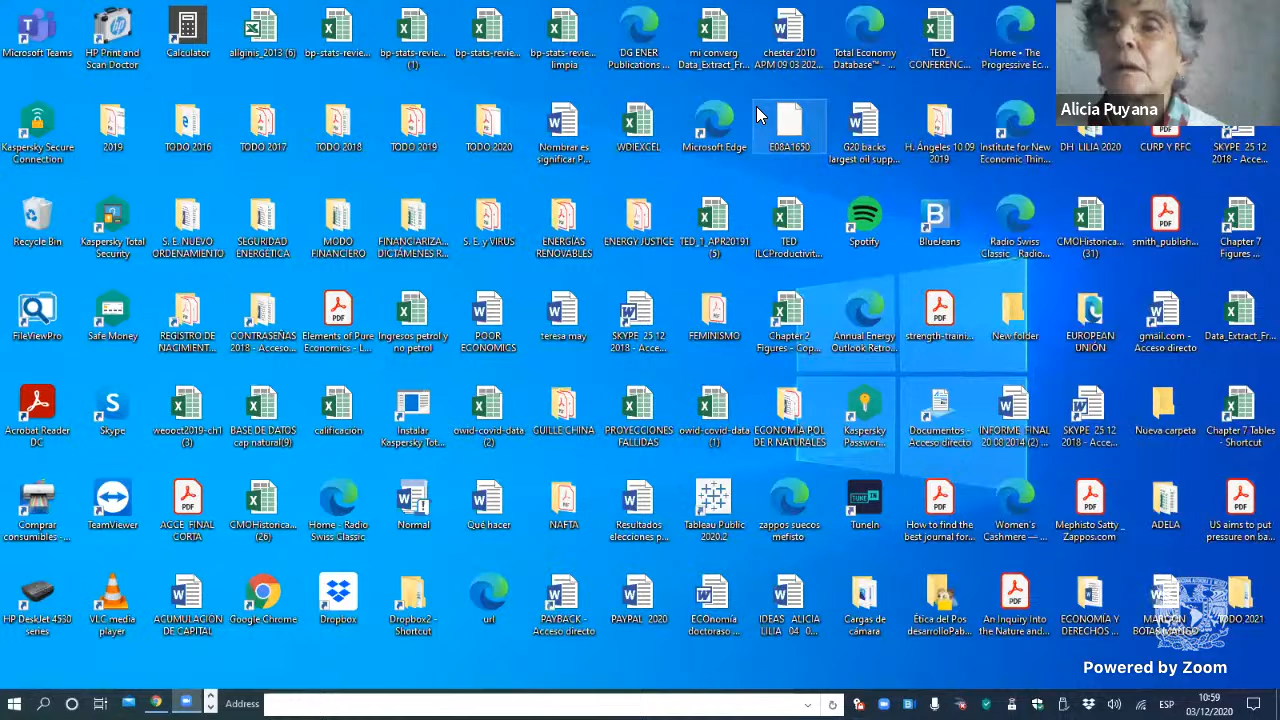 Microsoft Teams
HP Print and Scan Doctor
Calculator
aliginis_2013 (6)
bp-stats-revie...
bp-stats-revie... (1)
bp-stats-revie...
bp-stats-revie... limpia
DG ENER Publications ...
mi converg Data_Extract_Fr...
chester 2010 APM 09 03 202...
Total Economy Database™ - ...
TED_ CONFERENC...
Home • The Progressive Ec...
Alicia Puyana
Kaspersky Secure Connection
2019
TODO 2016
TODO 2017
TODO 2018
TODO 2019
TODO 2020
Nombrar es significar P...
WDIEXCEL
Microsoft Edge
E08A1650
G20 backs largest oil supp...
H. Ángeles 10 09 2019
Institute for New Economic Thin...
DH LILIA 2020
CURP Y RFC
SKYPE 25 12 2018 - Acce...
Recycle Bin
Kaspersky Total Security
S. E. NUEVO ORDENAMIENTO
SEGURIDAD ENERGÉTICA
MODO FINANCIERO
FINANCIARIZA... DICTÁMENES R...
S. E. y VIRUS
ENERGÍAS RENOVABLES
ENERGY JUSTICE
TED_1_APR20191 (5)
TED ILCProductivit...
Spotify
BlueJeans
Radio Swiss Classic _ Radio...
CMOHistorica... (31)
smith_publish...
Chapter 7 Figures ...
FileViewPro
Safe Money
REGISTRO DE NACIMIENT...
CONTRASEÑAS 2018 - Acceso...
Elements of Pure Economics - L...
Ingresos petrol y no petrol
POOR ECONOMICS
teresa may
SKYPE 25 12 2018 - Acce...
FEMINISMO
Chapter 2 Figures - Cop...
Annual Energy Outlook Retro...
strength-traini...
New folder
EUROPEAN UNIÓN
gmail.com - Acceso directo
Data_Extract_Fr...
Acrobat Reader DC
Skype
weooct2019-ch1 (3)
BASE DE DATOS cap natural(9)
calificación
Instalar Kaspersky Tot...
owid-covid-data (2)
GUILLE CHINA
PROYECCIONES FALLIDAS
owid-covid-data (1)
ECONOMÍA POL DE R NATURALES
Kaspersky Passwor...
Documentos - Acceso directo
INFORME FINAL 20 08 2014 (2) ...
SKYPE 25 12 2018 - Acce...
Nueva carpeta
Chapter 7 Tables - Shortcut
Comprar consumibles -...
TeamViewer
ACCE FINAL CORTA
CMOHistorica... (26)
Home - Radio Swiss Classic
Normal
Qué hacer
NAFTA
Resultados elecciones p...
Tableau Public 2020.2
zappos suecos mefisto
TuneIn
How to find the best journal for...
Women's Cashmere — ...
Mephisto Satty _ Zappos.com
ADELA
US aims to put pressure on ba...
HP DeskJet 4530 series
VLC media player
ACUMULACIÓN DE CAPITAL
Google Chrome
Dropbox
Dropbox2 - Shortcut
url
PAYBACK - Acceso directo
PAYPAL 2020
ECOnomía doctoraso ...
IDEAS ALICIA LILIA 04 0...
Cargas de cámara
Ética del Pos desarrolloPab...
An Inquiry Into the Nature and...
ECONOMÍA Y DERECHOS ...
TODO 2021
Powered by Zoom
Address
ESP
10:59
03/12/2020